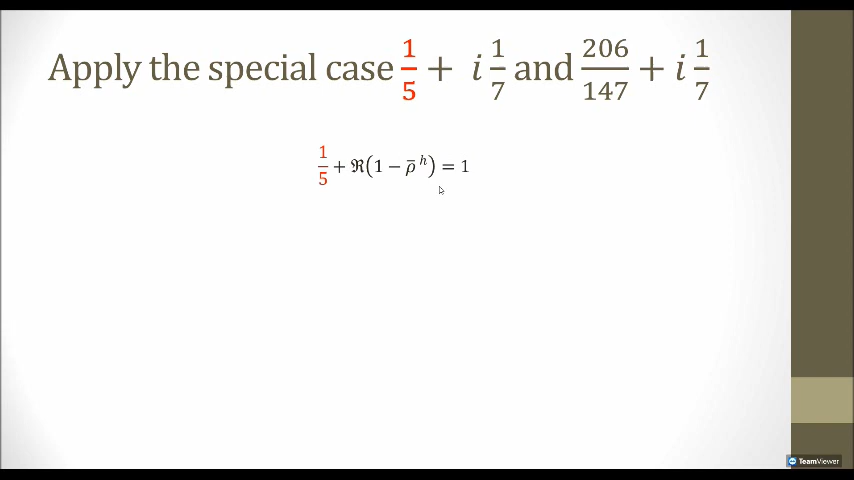 Apply the special case 1/5 + i 1/7 and 206/147 + i 1/7
1/5 + ℜ(1 − ρ̄ ^h) = 1
TeamViewer